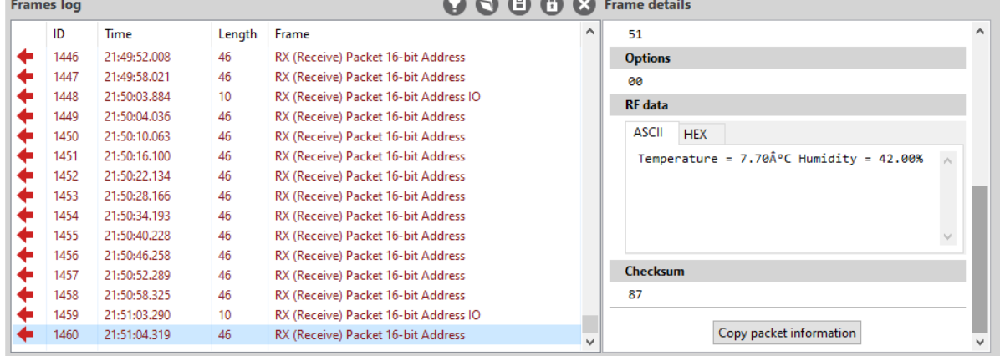 Frames log
ID Time Length Frame
1446 21:49:52.008 46 RX (Receive) Packet 16-bit Address
1447 21:49:58.021 46 RX (Receive) Packet 16-bit Address
1448 21:50:03.884 10 RX (Receive) Packet 16-bit Address IO
1449 21:50:04.036 46 RX (Receive) Packet 16-bit Address
1450 21:50:10.063 46 RX (Receive) Packet 16-bit Address
1451 21:50:16.100 46 RX (Receive) Packet 16-bit Address
1452 21:50:22.134 46 RX (Receive) Packet 16-bit Address
1453 21:50:28.166 46 RX (Receive) Packet 16-bit Address
1454 21:50:34.193 46 RX (Receive) Packet 16-bit Address
1455 21:50:40.228 46 RX (Receive) Packet 16-bit Address
1456 21:50:46.258 46 RX (Receive) Packet 16-bit Address
1457 21:50:52.289 46 RX (Receive) Packet 16-bit Address
1458 21:50:58.325 46 RX (Receive) Packet 16-bit Address
1459 21:51:03.290 10 RX (Receive) Packet 16-bit Address IO
1460 21:51:04.319 46 RX (Receive) Packet 16-bit Address
Frame details
51
Options
00
RF data
ASCII HEX
Temperature = 7.70Â°C Humidity = 42.00%
Checksum
87
Copy packet information